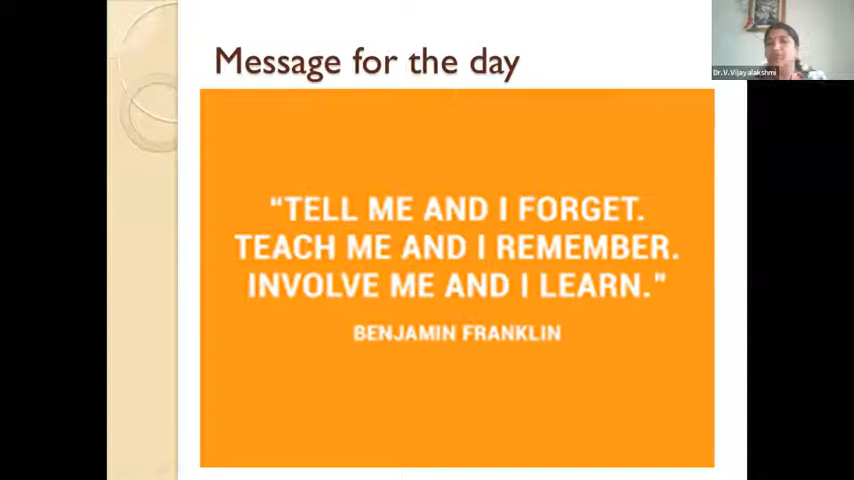 Message for the day
Dr.V.Vijayalakshmi
"TELL ME AND I FORGET.
TEACH ME AND I REMEMBER.
INVOLVE ME AND I LEARN."
BENJAMIN FRANKLIN